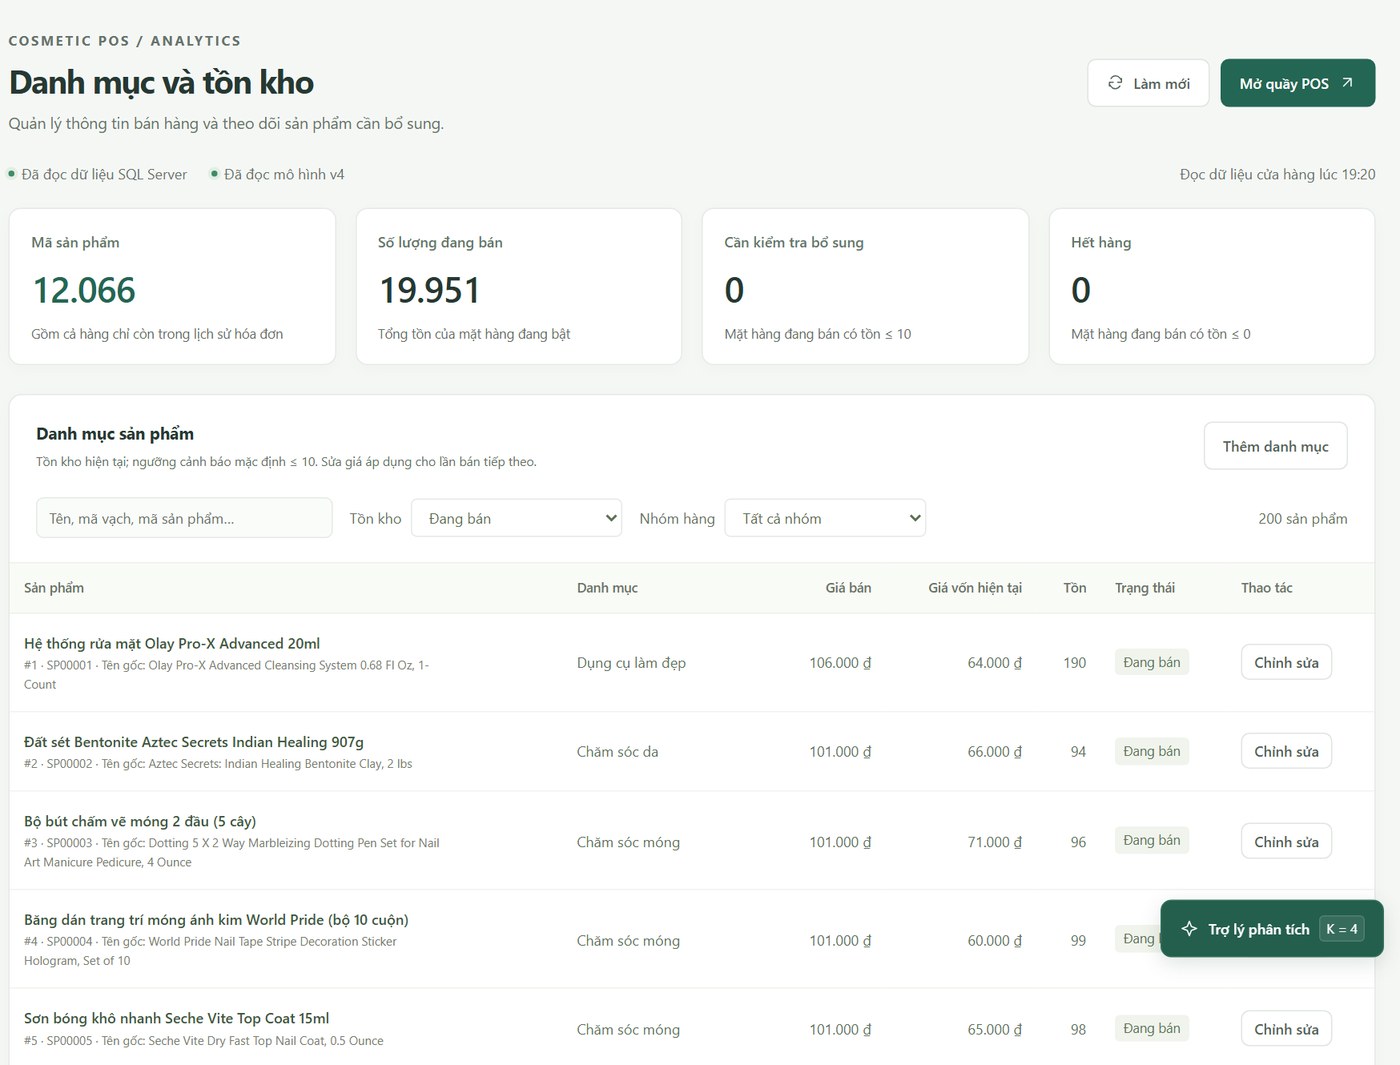 COSMETIC POS / ANALYTICS
Danh mục và tồn kho
Quản lý thông tin bán hàng và theo dõi sản phẩm cần bổ sung.
Làm mới
Mở quầy POS
Đã đọc dữ liệu SQL Server
Đã đọc mô hình v4
Đọc dữ liệu cửa hàng lúc 19:20
Mã sản phẩm
12.066
Gồm cả hàng chỉ còn trong lịch sử hóa đơn
Số lượng đang bán
19.951
Tổng tồn của mặt hàng đang bật
Cần kiểm tra bổ sung
0
Mặt hàng đang bán có tồn ≤ 10
Hết hàng
0
Mặt hàng đang bán có tồn ≤ 0
Danh mục sản phẩm
Tồn kho hiện tại; ngưỡng cảnh báo mặc định ≤ 10. Sửa giá áp dụng cho lần bán tiếp theo.
Thêm danh mục
Tên, mã vạch, mã sản phẩm...
Tồn kho
Đang bán
Nhóm hàng
Tất cả nhóm
200 sản phẩm
Sản phẩm Danh mục Giá bán Giá vốn hiện tại Tồn Trạng thái Thao tác
Hệ thống rửa mặt Olay Pro-X Advanced 20ml
#1 · SP00001 · Tên gốc: Olay Pro-X Advanced Cleansing System 0.68 Fl Oz, 1-
Count
Dụng cụ làm đẹp 106.000 ₫ 64.000 ₫ 190 Đang bán Chỉnh sửa
Đất sét Bentonite Aztec Secrets Indian Healing 907g
#2 · SP00002 · Tên gốc: Aztec Secrets: Indian Healing Bentonite Clay, 2 lbs
Chăm sóc da 101.000 ₫ 66.000 ₫ 94 Đang bán Chỉnh sửa
Bộ bút chấm vẽ móng 2 đầu (5 cây)
#3 · SP00003 · Tên gốc: Dotting 5 X 2 Way Marbleizing Dotting Pen Set for Nail
Art Manicure Pedicure, 4 Ounce
Chăm sóc móng 101.000 ₫ 71.000 ₫ 96 Đang bán Chỉnh sửa
Băng dán trang trí móng ánh kim World Pride (bộ 10 cuộn)
#4 · SP00004 · Tên gốc: World Pride Nail Tape Stripe Decoration Sticker
Hologram, Set of 10
Chăm sóc móng 101.000 ₫ 60.000 ₫ 99 Đang
Trợ lý phân tích K = 4
Sơn bóng khô nhanh Seche Vite Top Coat 15ml
#5 · SP00005 · Tên gốc: Seche Vite Dry Fast Top Nail Coat, 0.5 Ounce
Chăm sóc móng 101.000 ₫ 65.000 ₫ 98 Đang bán Chỉnh sửa